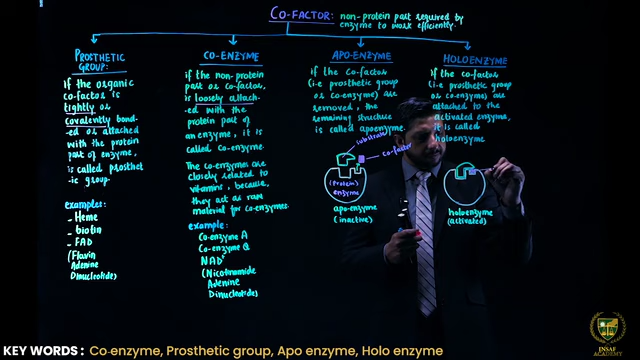 CO-FACTOR: non-protein part required by
enzyme to work efficiently.
PROSTHETIC
GROUP:
if the organic
co-factor is
tightly or
covalently bond-
ed or attached
with the protein
part of enzyme,
is called prosthet
-ic group.
examples:
- Heme
- biotin
- FAD
(Flavin
Adenine
Dinucleotide)
CO-ENZYME
if the non-protein
part or co-factor,
is loosely attach-
-ed with the
protein part of
an enzyme, it is
called Co-enzyme.
The co-enzymes are
closely related to
vitamins, because,
they act as raw
material for co-enzymes.
example:
Co-enzyme A
Co-enzyme Q
NAD+
(Nicotinamide
Adenine
Dinucleotide)
APO-ENZYME
if the Co-factor
(i.e prosthetic group
or co-enzyme) are
removed, the
remaining structure
is called apoenzyme.
substrate
co-factor
(Protein)
enzyme
apo-enzyme
(inactive)
HOLOENZYME
if the co-factor
(i.e prosthetic group
or co-enzymes) are
attached to the
activated enzyme,
it is called
holoenzyme
holoenzyme
(activated)
INSAF
ACADEMY
KEY WORDS : Co-enzyme, Prosthetic group, Apo enzyme, Holo enzyme